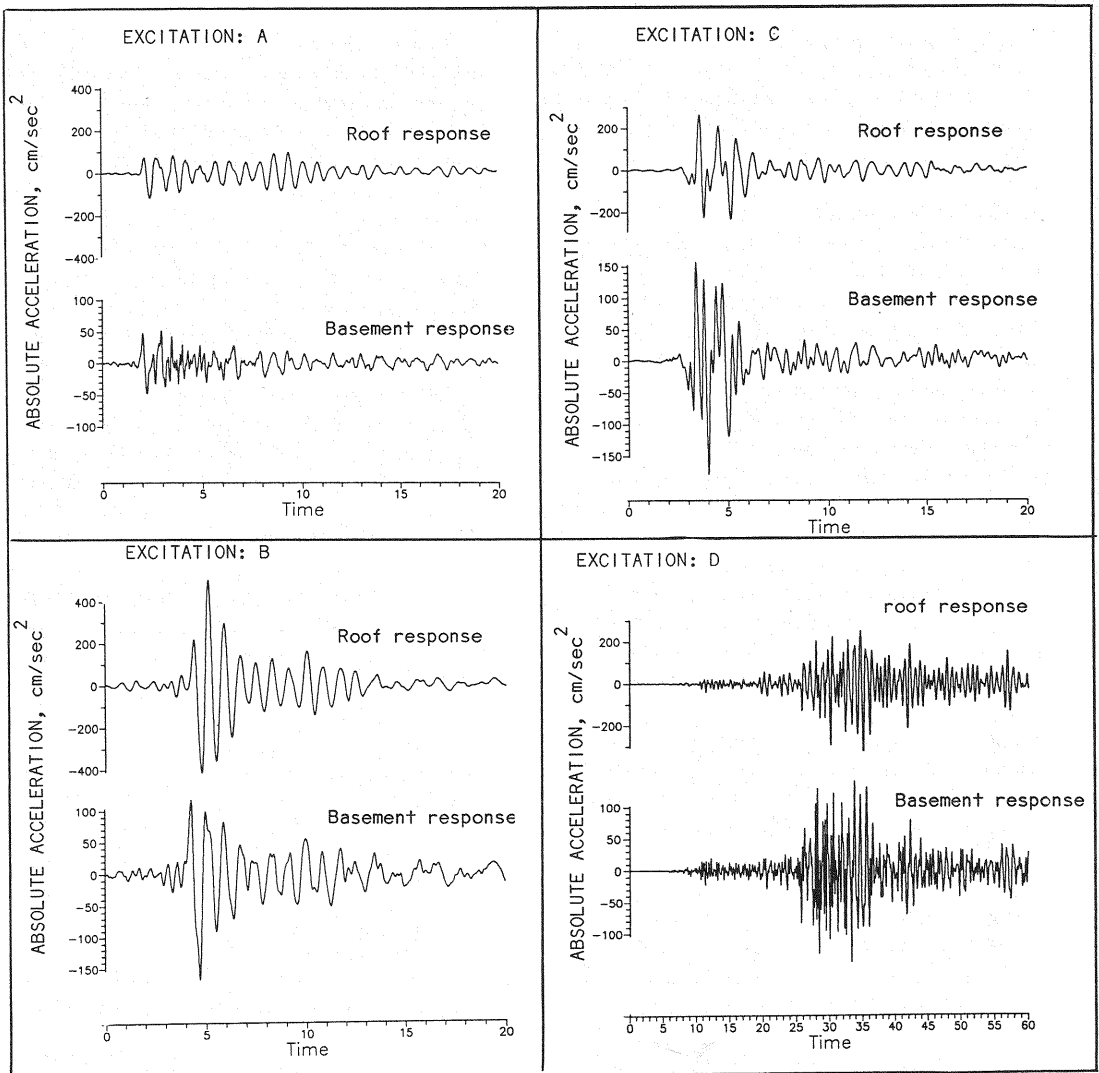 EXCITATION: A
ABSOLUTE ACCELERATION, cm/sec2
400
200
0
-200
-400
Roof response
100
50
0
-50
-100
Basement response
0 5 10 15 20
Time
EXCITATION: C
ABSOLUTE ACCELERATION, cm/sec2
200
0
-200
Roof response
150
100
50
0
-50
-100
-150
Basement response
0 5 10 15 20
Time
EXCITATION: B
ABSOLUTE ACCELERATION, cm/sec2
400
200
0
-200
-400
Roof response
100
50
0
-50
-100
-150
Basement response
0 5 10 15 20
Time
EXCITATION: D
ABSOLUTE ACCELERATION, cm/sec2
200
0
-200
roof response
100
50
0
-50
-100
Basement response
0 5 10 15 20 25 30 35 40 45 50 55 60
Time